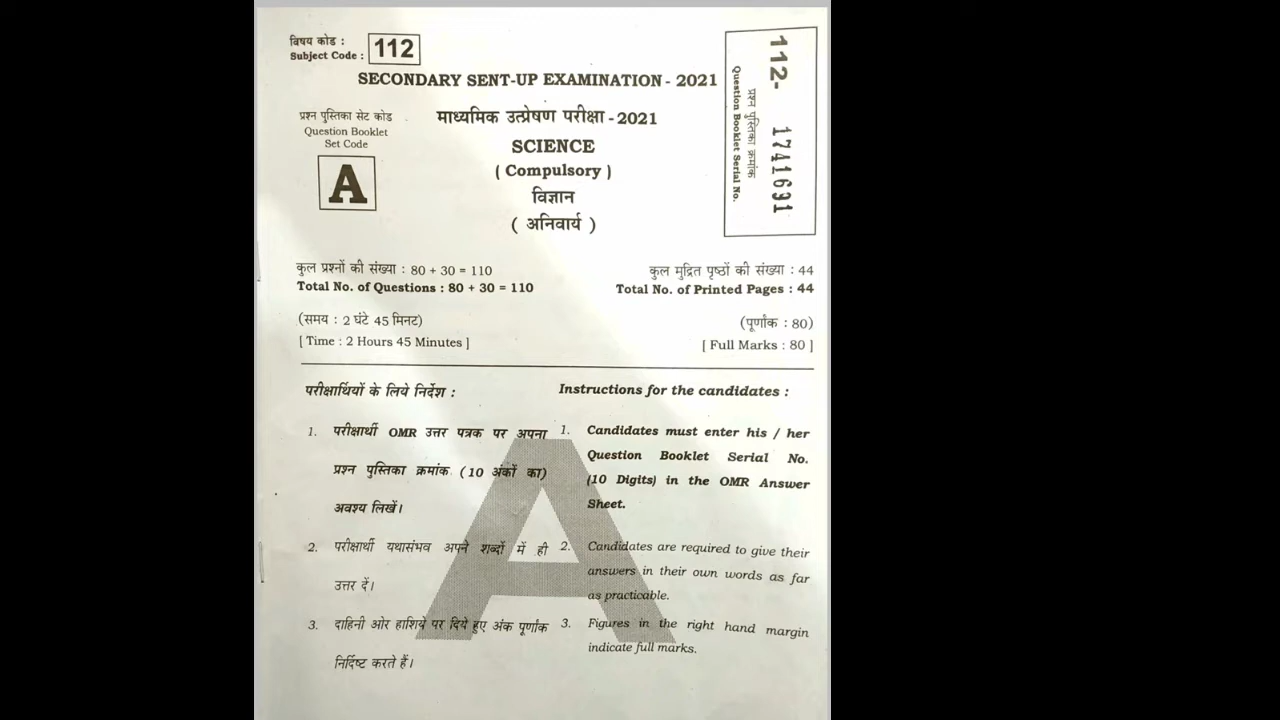 विषय कोड :
Subject Code :
112
SECONDARY SENT-UP EXAMINATION - 2021
प्रश्न पुस्तिका सेट कोड
Question Booklet
Set Code
A
माध्यमिक उत्प्रेषण परीक्षा - 2021
SCIENCE
( Compulsory )
विज्ञान
( अनिवार्य )
112- 1741691
प्रश्न पुस्तिका क्रमांक
Question Booklet Serial No.
कुल प्रश्नों की संख्या : 80 + 30 = 110
Total No. of Questions : 80 + 30 = 110
कुल मुद्रित पृष्ठों की संख्या : 44
Total No. of Printed Pages : 44
(समय : 2 घंटे 45 मिनट)
[ Time : 2 Hours 45 Minutes ]
(पूर्णांक : 80)
[ Full Marks : 80 ]
परीक्षार्थियों के लिये निर्देश :
1. परीक्षार्थी OMR उत्तर पत्रक पर अपना
प्रश्न पुस्तिका क्रमांक (10 अंकों का)
अवश्य लिखें।
2. परीक्षार्थी यथासंभव अपने शब्दों में ही
उत्तर दें।
3. दाहिनी ओर हाशिये पर दिये हुए अंक पूर्णांक
निर्दिष्ट करते हैं।
Instructions for the candidates :
1. Candidates must enter his / her
Question Booklet Serial No.
(10 Digits) in the OMR Answer
Sheet.
2. Candidates are required to give their
answers in their own words as far
as practicable.
3. Figures in the right hand margin
indicate full marks.
A